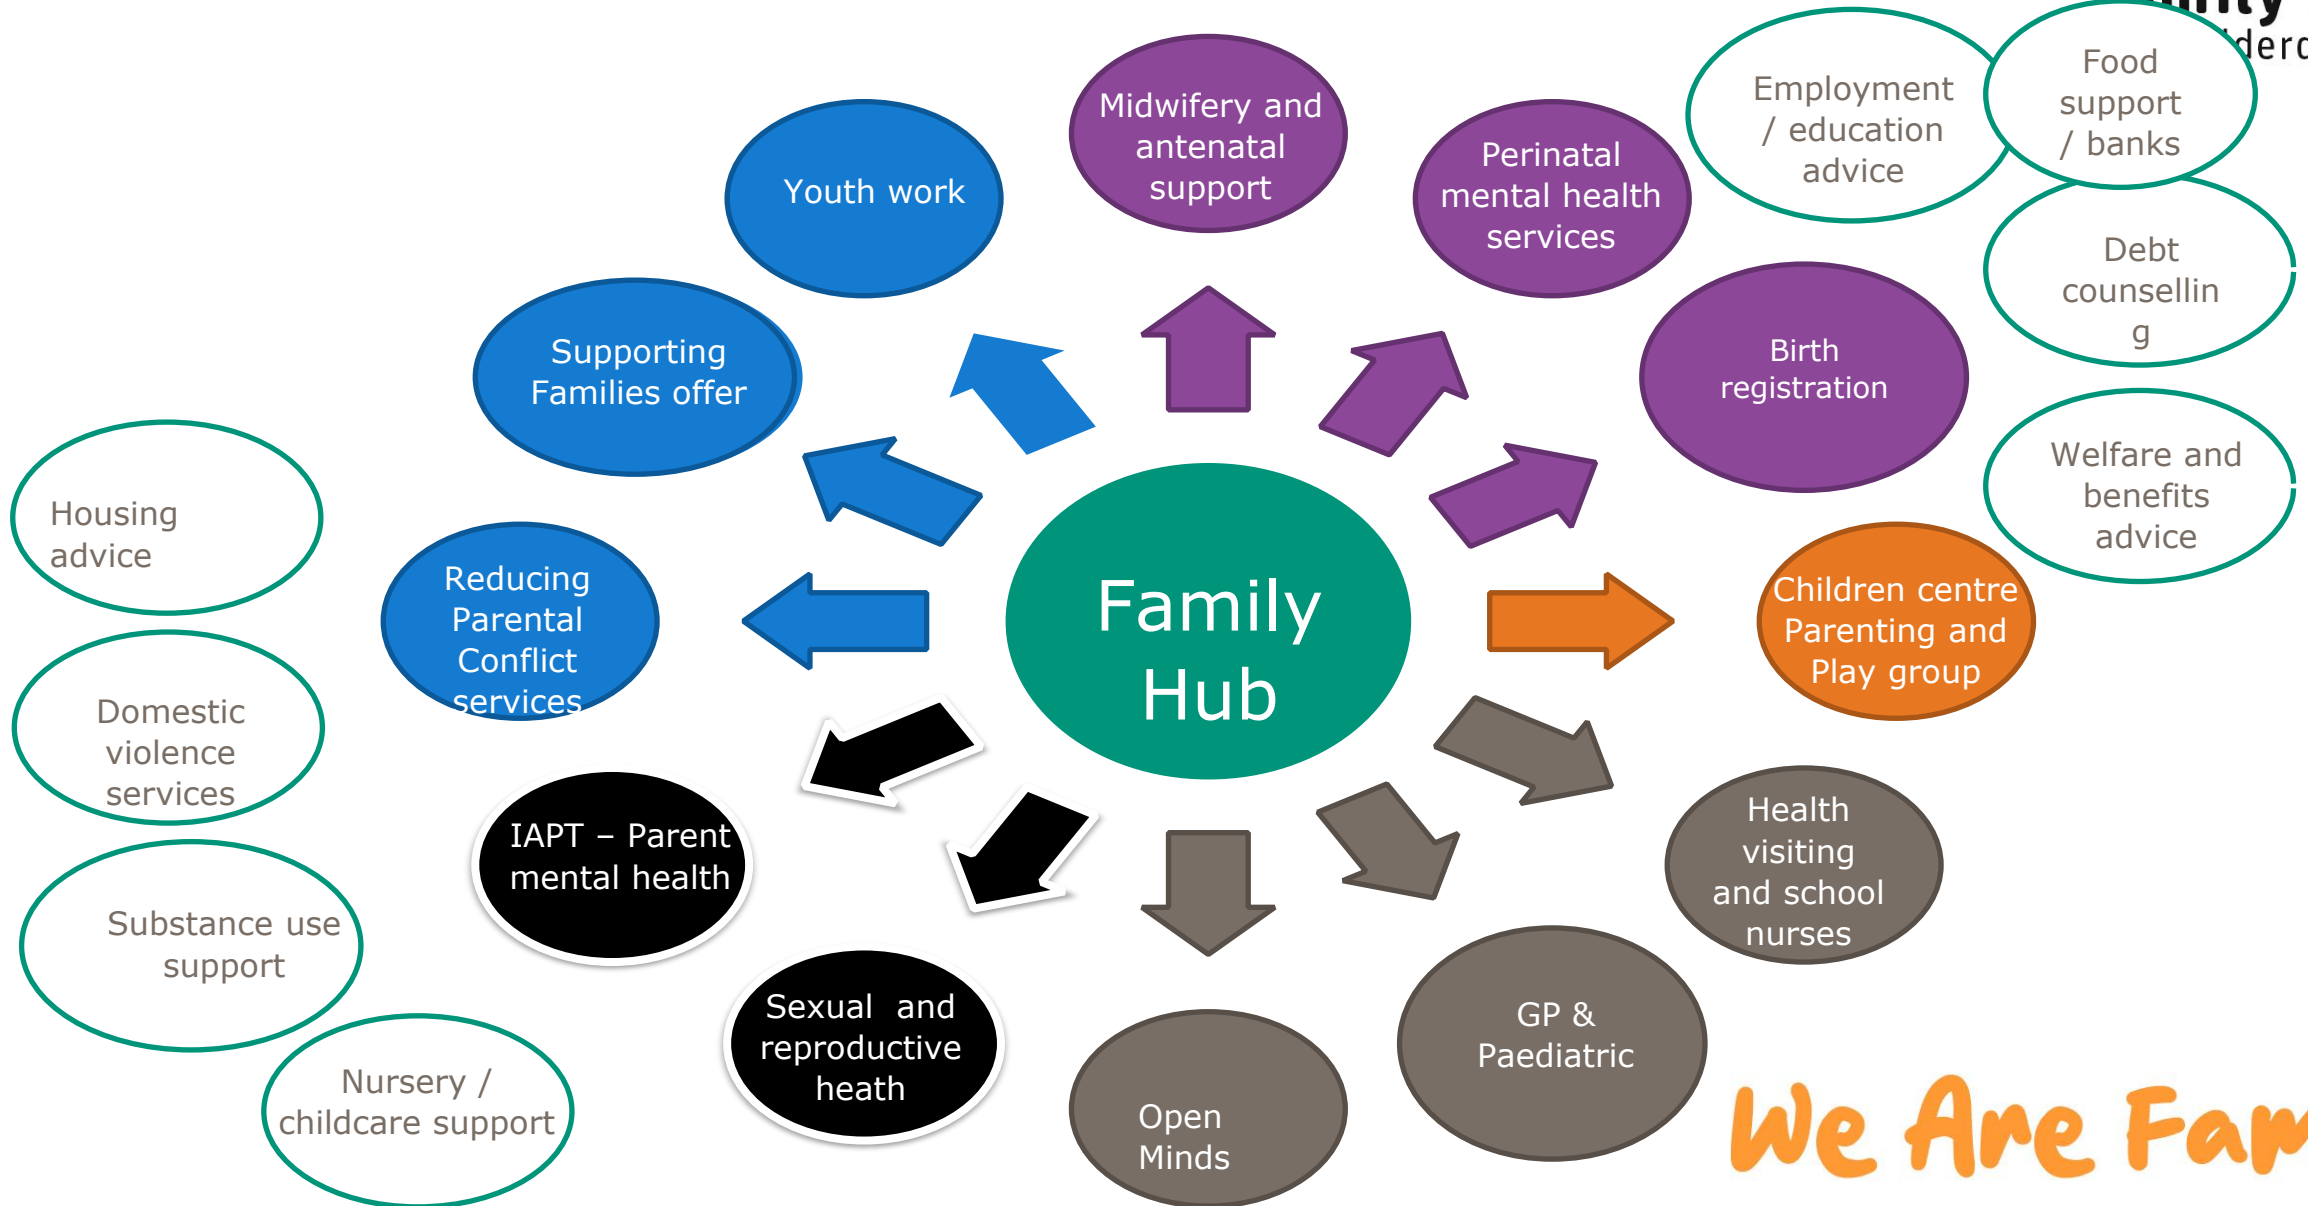 Midwifery and
antenatal
support
Perinatal
mental health
services
Employment
/ education
advice
Food
support
/ banks
Debt
counsellin
g
Welfare and
benefits
advice
Birth
registration
Children centre
Parenting and
Play group
Health
visiting
and school
nurses
GP &
Paediatric
Open
Minds
Sexual and
reproductive
heath
IAPT – Parent
mental health
Reducing
Parental
Conflict
services
Supporting
Families offer
Youth work
Family
Hub
Housing
advice
Domestic
violence
services
Substance use
support
Nursery /
childcare support
We Are Fam